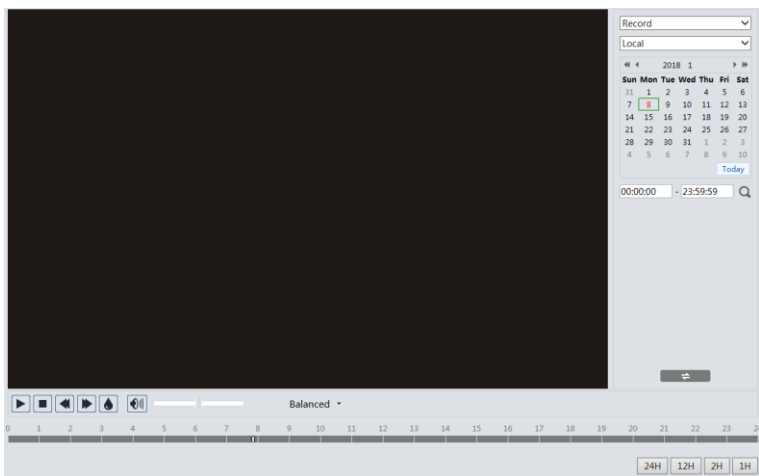 Record
Local
2018 1
Sun Mon Tue Wed Thu Fri Sat
31 1 2 3 4 5 6
7 8 9 10 11 12 13
14 15 16 17 18 19 20
21 22 23 24 25 26 27
28 29 30 31 1 2 3
4 5 6 7 8 9 10
Today
00:00:00 - 23:59:59
Balanced
0 1 2 3 4 5 6 7 8 9 10 11 12 13 14 15 16 17 18 19 20 21 22 23 24
24H 12H 2H 1H